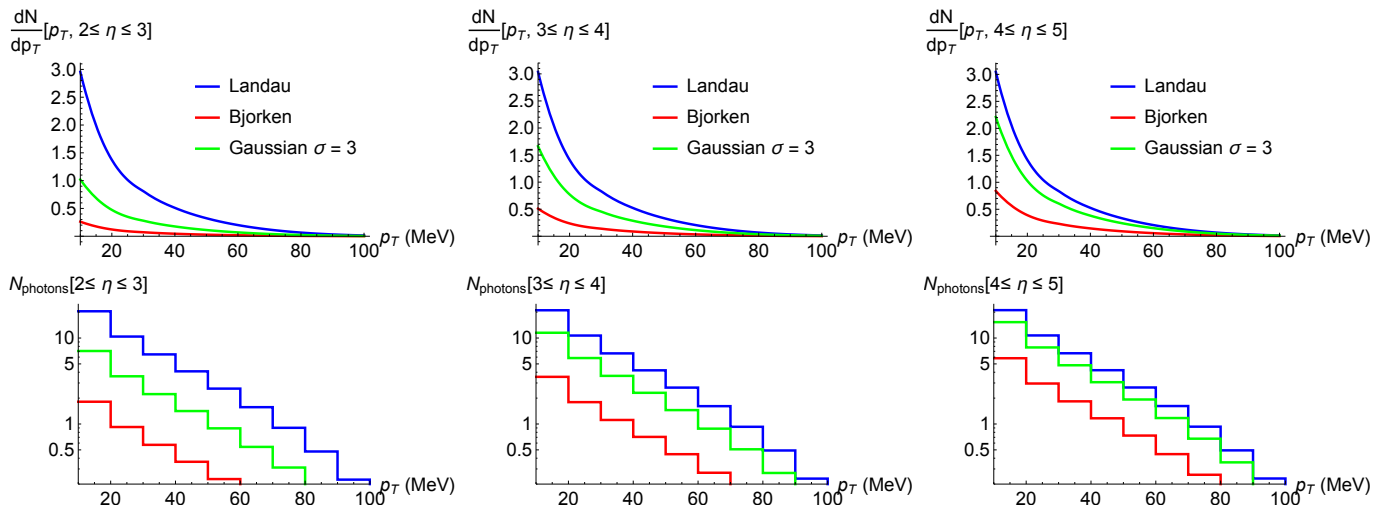 dN/dp_T [p_T, 2≤ η ≤ 3]
3.0
2.5
2.0
1.5
1.0
0.5
Landau
Bjorken
Gaussian σ = 3
20 40 60 80 100
p_T (MeV)
dN/dp_T [p_T, 3≤ η ≤ 4]
3.0
2.5
2.0
1.5
1.0
0.5
Landau
Bjorken
Gaussian σ = 3
20 40 60 80 100
p_T (MeV)
dN/dp_T [p_T, 4≤ η ≤ 5]
3.0
2.5
2.0
1.5
1.0
0.5
Landau
Bjorken
Gaussian σ = 3
20 40 60 80 100
p_T (MeV)
N_photons[2≤ η ≤ 3]
10
5
1
0.5
20 40 60 80 100
p_T (MeV)
N_photons[3≤ η ≤ 4]
10
5
1
0.5
20 40 60 80 100
p_T (MeV)
N_photons[4≤ η ≤ 5]
10
5
1
0.5
20 40 60 80 100
p_T (MeV)